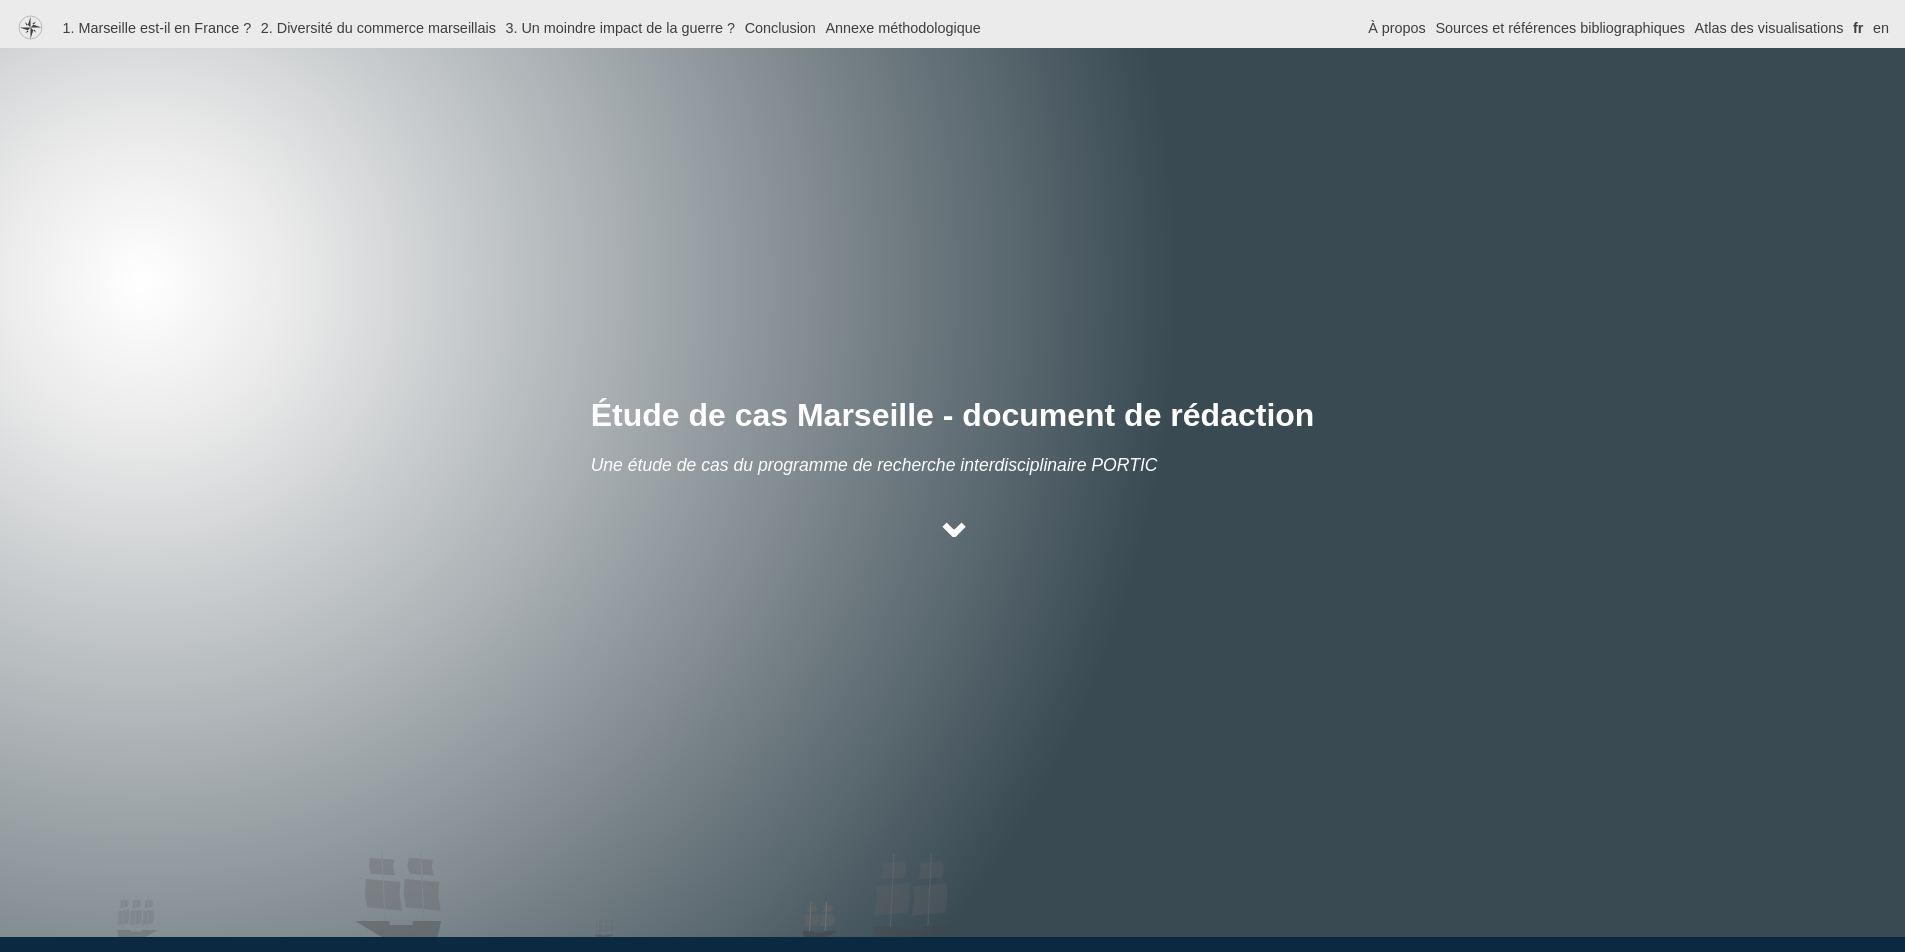 1. Marseille est-il en France ? 2. Diversité du commerce marseillais 3. Un moindre impact de la guerre ? Conclusion Annexe méthodologique À propos Sources et références bibliographiques Atlas des visualisations fr en
Étude de cas Marseille - document de rédaction
Une étude de cas du programme de recherche interdisciplinaire PORTIC